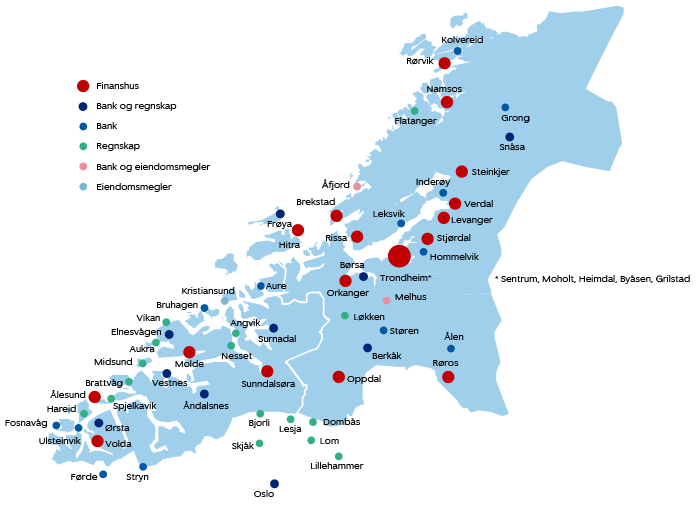 Kolvereid
Rørvik
Finanshus
Namsos
Bank og regnskap
Flatanger
Grong
Bank
Snåsa
Regnskap
Bank og eiendomsmegler
Steinkjer
Eiendomsmegler
Åfjord
Inderøy
Brekstad
Verdal
Leksvik
Levanger
Frøya
Rissa
Stjørdal
Hitra
Hommelvik
Børsa
Trondheim*
* Sentrum, Moholt, Heimdal, Byåsen, Grilstad
Aure
Orkanger
Kristiansund
Melhus
Bruhagen
Vikan
Angvik
Løkken
Elnesvågen
Støren
Surnadal
Ålen
Aukra
Nesset
Berkåk
Midsund
Molde
Røros
Brattvåg
Vestnes
Sunndalsøra
Oppdal
Ålesund
Spjelkavik
Åndalsnes
Hareid
Fosnavåg
Bjorli
Dombås
Ørsta
Lesja
Ulsteinvik
Volda
Skjåk
Lom
Lillehammer
Førde
Stryn
Oslo